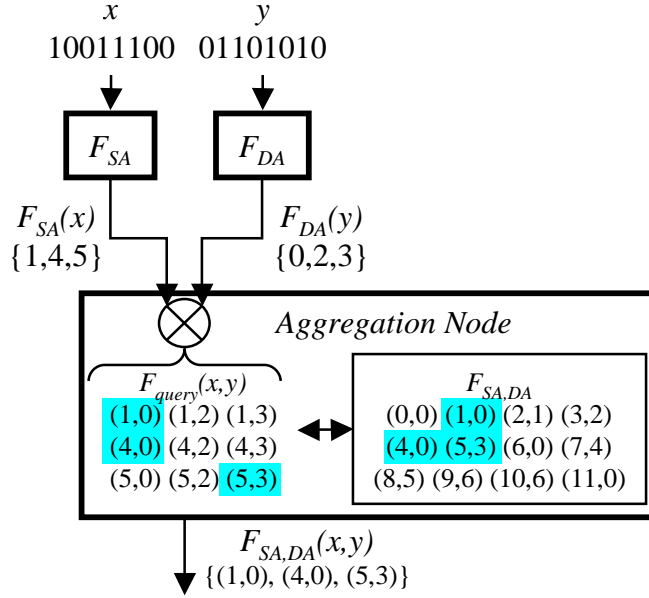 x y
10011100 01101010
F_SA F_DA
F_SA(x) F_DA(y)
{1,4,5} {0,2,3}
Aggregation Node
F_query(x,y) F_SA,DA
(1,0) (1,2) (1,3) (0,0) (1,0) (2,1) (3,2)
(4,0) (4,2) (4,3) (4,0) (5,3) (6,0) (7,4)
(5,0) (5,2) (5,3) (8,5) (9,6) (10,6) (11,0)
F_SA,DA(x,y)
{(1,0), (4,0), (5,3)}